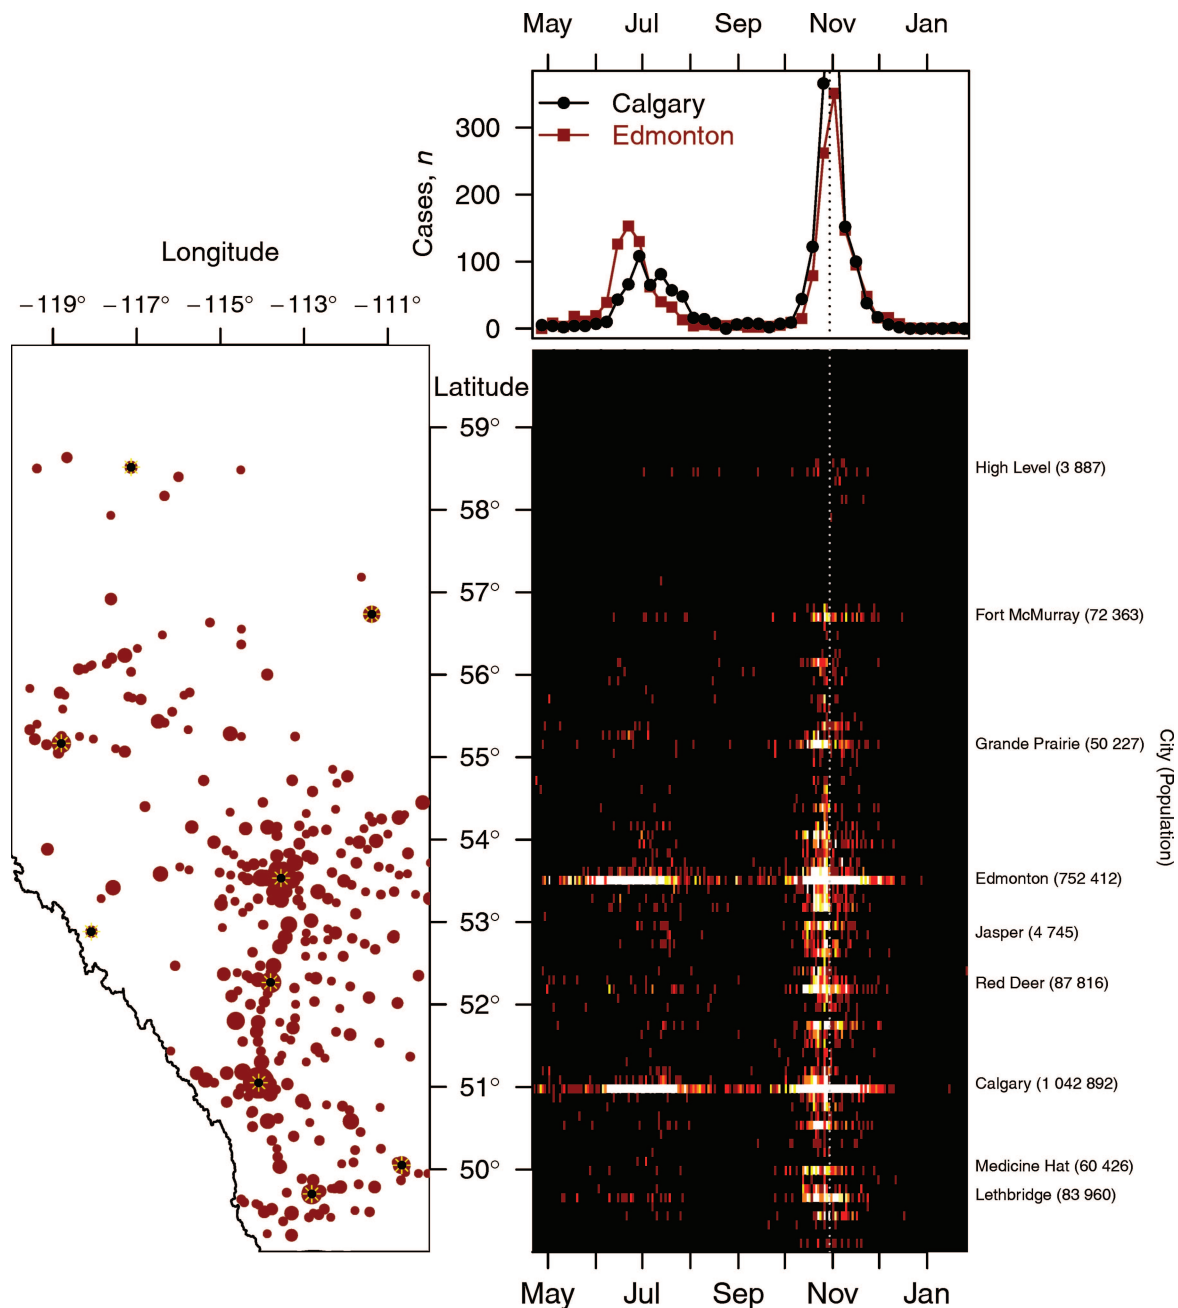 May Jul Sep Nov Jan
Calgary
Edmonton
Cases, n
300
200
100
0
Longitude
−119° −117° −115° −113° −111°
Latitude
59°
58°
57°
56°
55°
54°
53°
52°
51°
50°
High Level (3 887)
Fort McMurray (72 363)
Grande Prairie (50 227)
Edmonton (752 412)
Jasper (4 745)
Red Deer (87 816)
Calgary (1 042 892)
Medicine Hat (60 426)
Lethbridge (83 960)
City (Population)
May Jul Sep Nov Jan